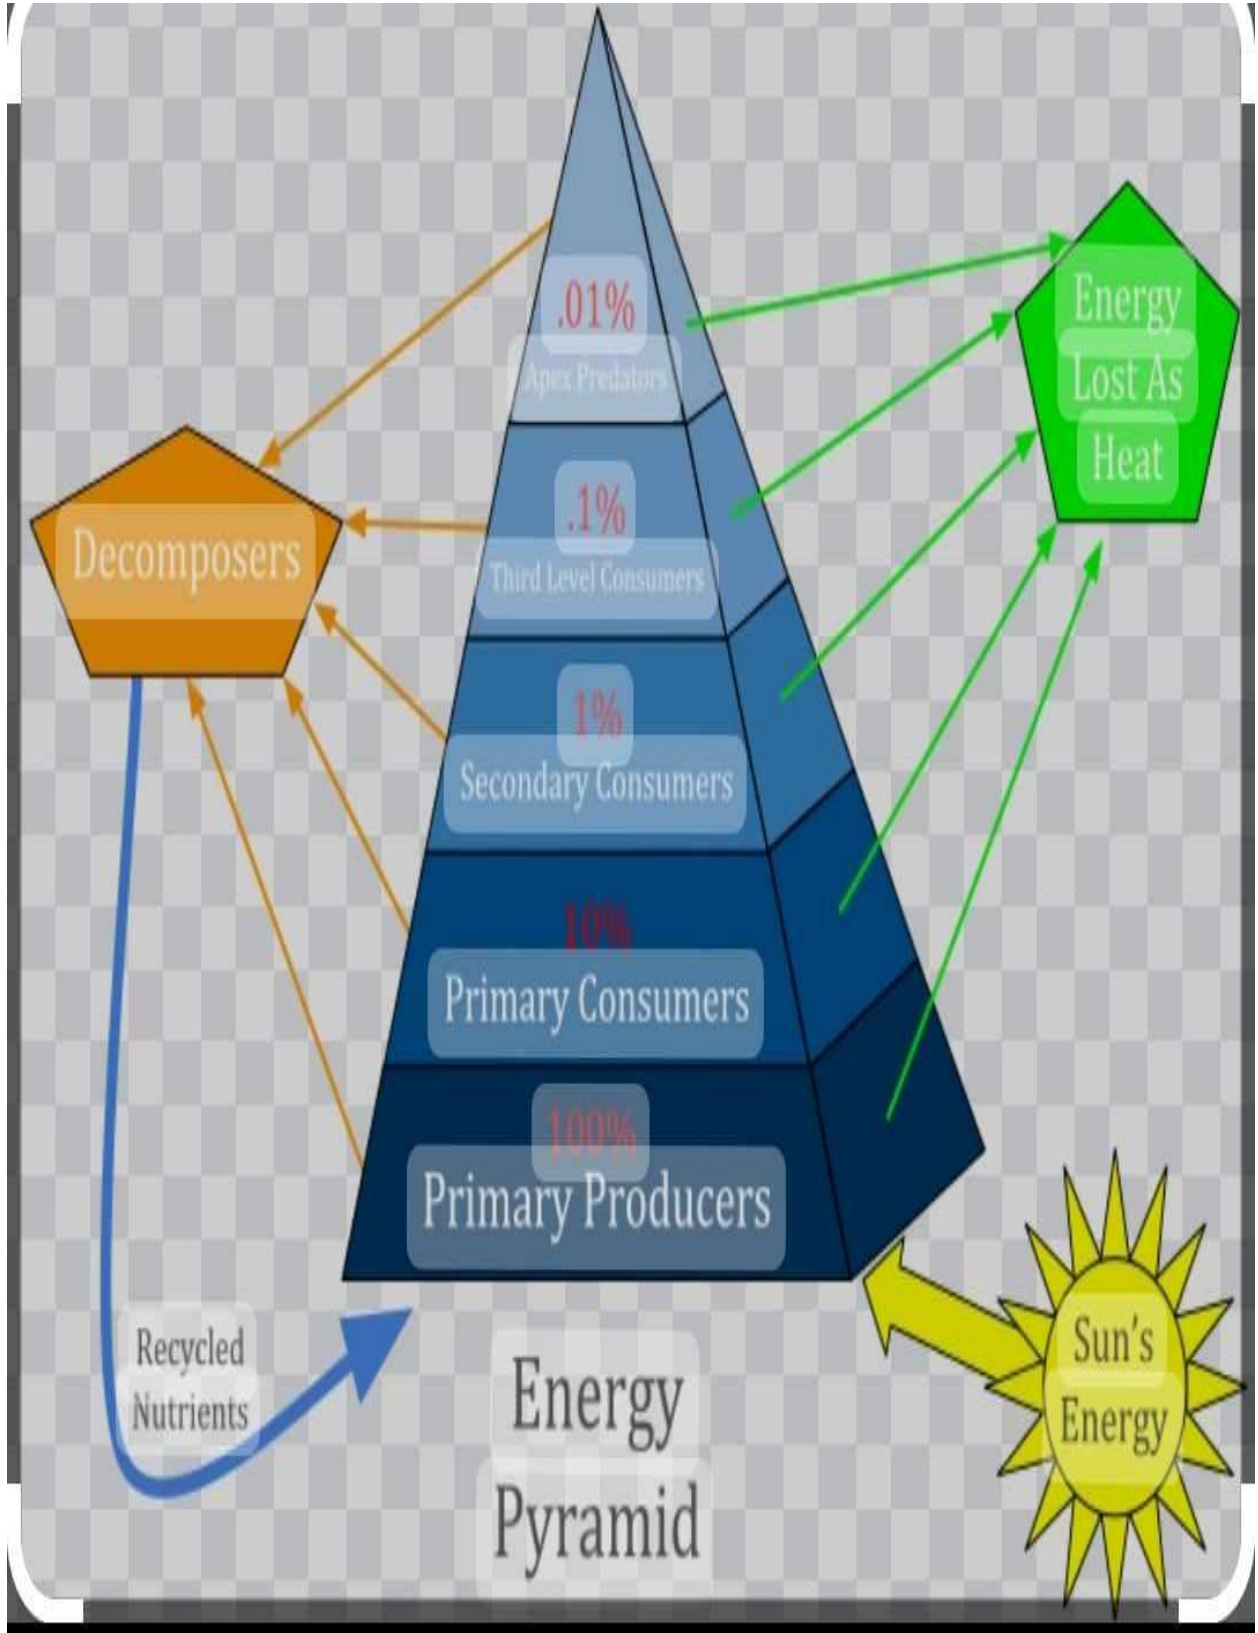 .01%
Apex Predators
.1%
Third Level Consumers
1%
Secondary Consumers
10%
Primary Consumers
100%
Primary Producers
Decomposers
Energy
Lost As
Heat
Recycled
Nutrients
Sun's
Energy
Energy
Pyramid